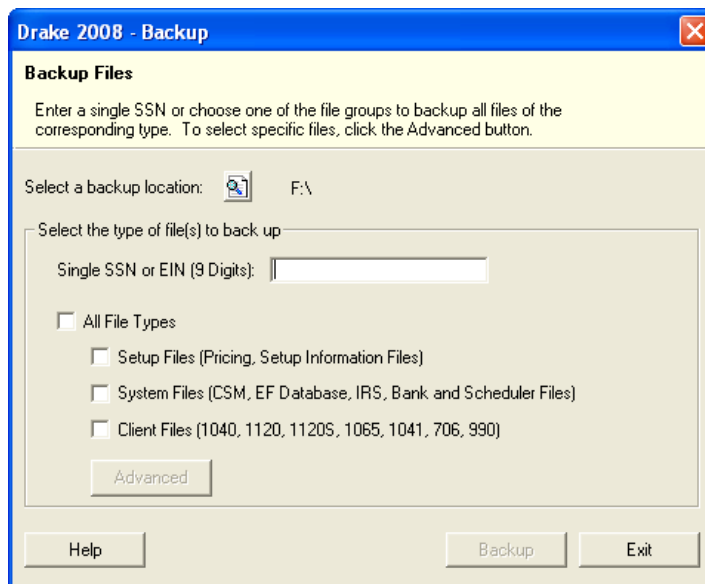 Drake 2008 - Backup
Backup Files
Enter a single SSN or choose one of the file groups to backup all files of the
corresponding type. To select specific files, click the Advanced button.
Select a backup location: F:\
Select the type of file(s) to back up
Single SSN or EIN (9 Digits):
All File Types
Setup Files (Pricing, Setup Information Files)
System Files (CSM, EF Database, IRS, Bank and Scheduler Files)
Client Files (1040, 1120, 1120S, 1065, 1041, 706, 990)
Advanced
Help Backup Exit